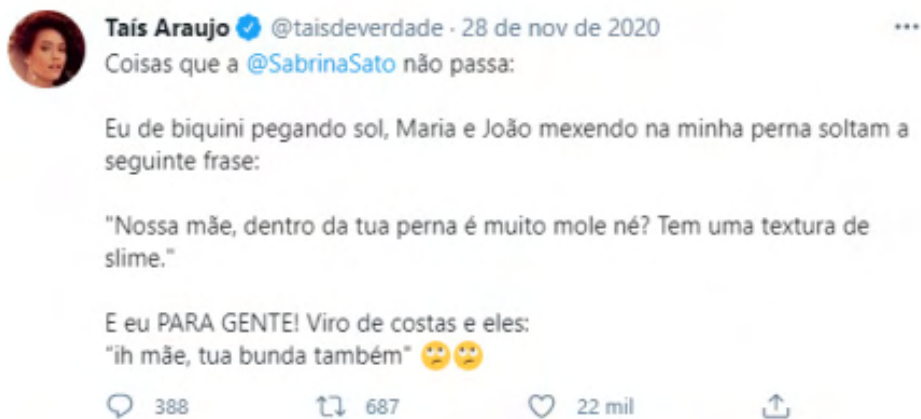 Taís Araujo @taisdeverdade · 28 de nov de 2020
Coisas que a @SabrinaSato não passa:
Eu de biquini pegando sol, Maria e João mexendo na minha perna soltam a
seguinte frase:
"Nossa mãe, dentro da tua perna é muito mole né? Tem uma textura de
slime."
E eu PARA GENTE! Viro de costas e eles:
"ih mãe, tua bunda também" 🙄🙄
388 687 22 mil